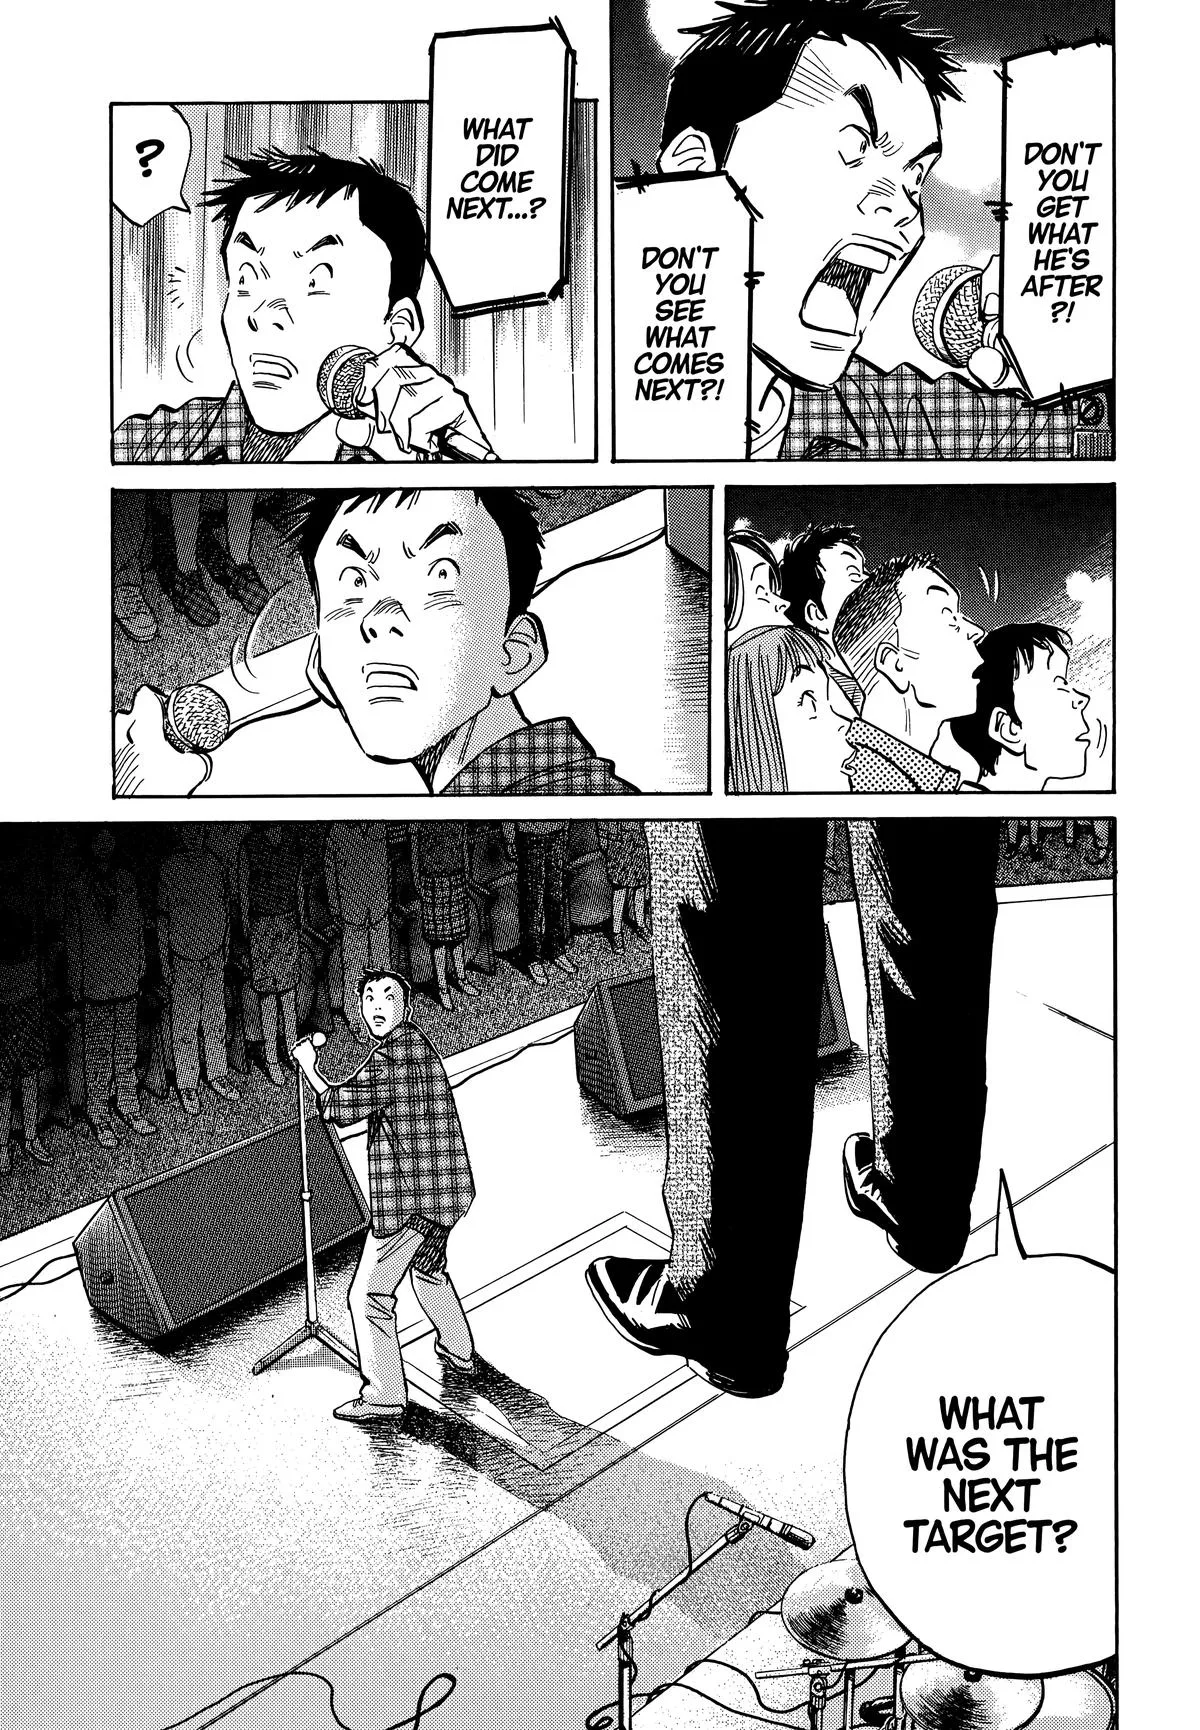 DON'T
YOU
GET
WHAT
HE'S
AFTER
?!
DON'T
YOU
SEE
WHAT
COMES
NEXT?!
WHAT
DID
COME
NEXT...?
?
WHAT
WAS THE
NEXT
TARGET?